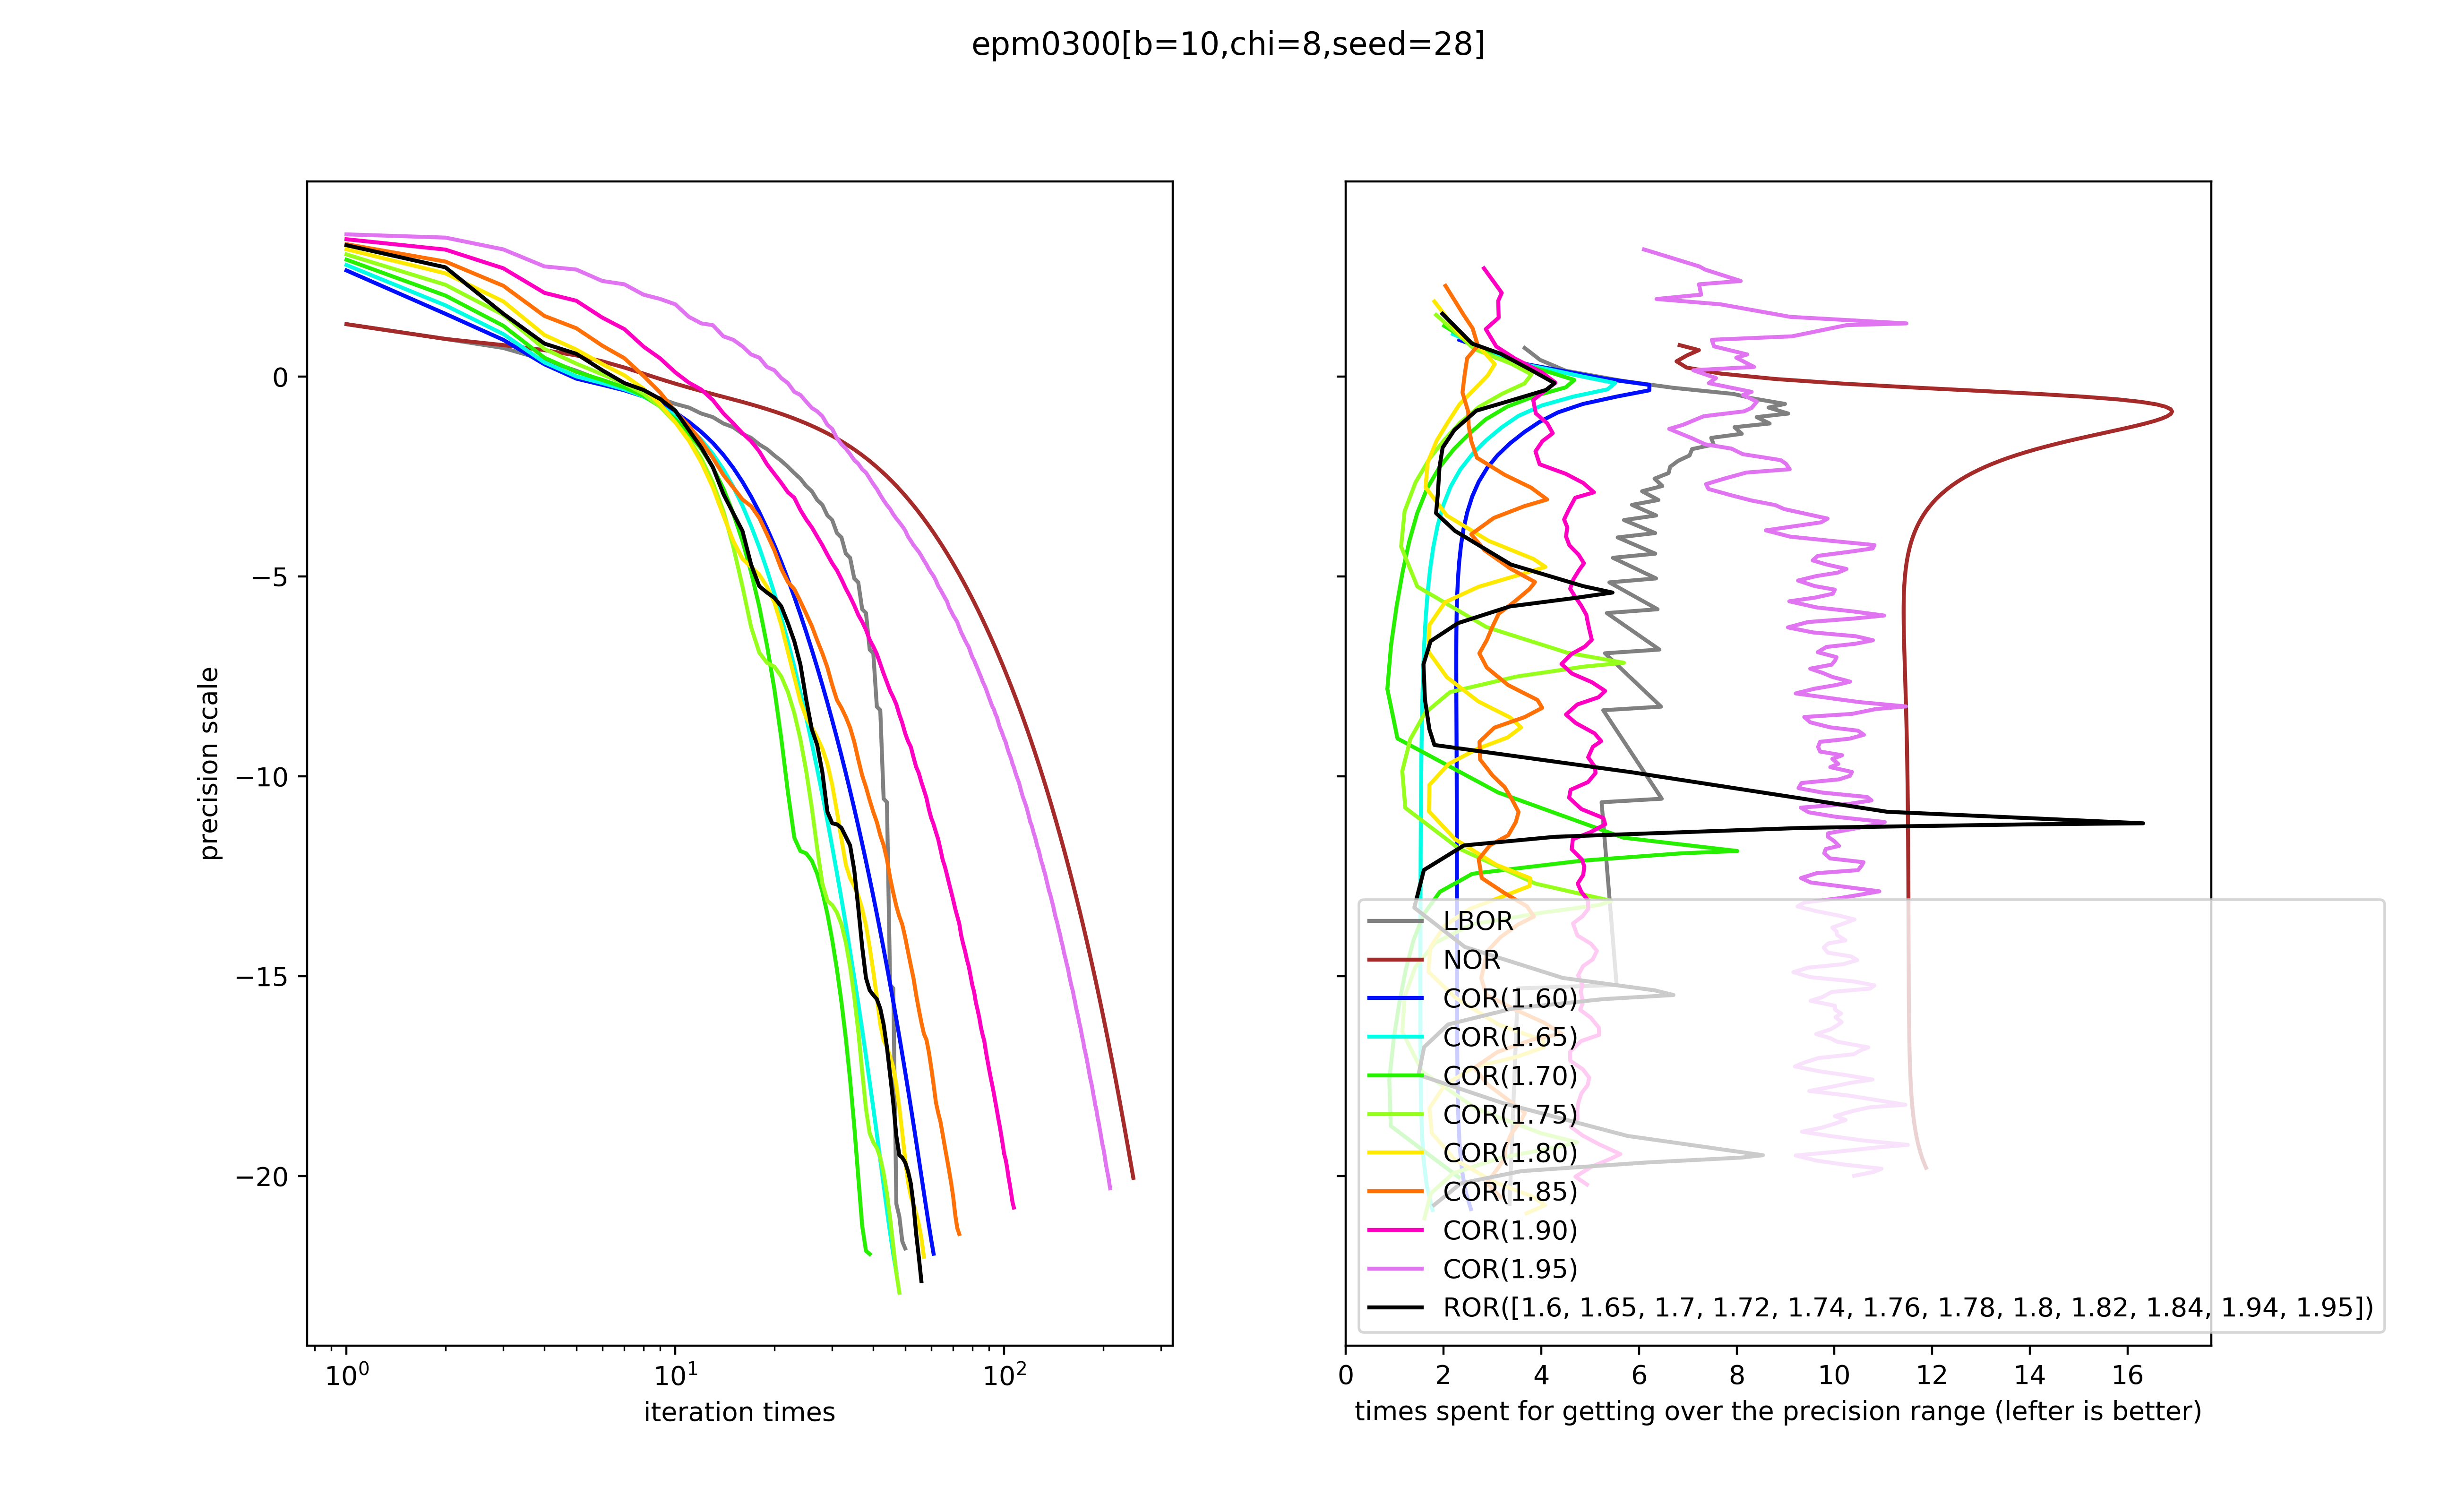 epm0300[b=10,chi=8,seed=28]
precision scale
0
−5
−10
−15
−20
10^0
10^1
10^2
iteration times
0 2 4 6 8 10 12 14 16
times spent for getting over the precision range (lefter is better)
LBOR
NOR
COR(1.60)
COR(1.65)
COR(1.70)
COR(1.75)
COR(1.80)
COR(1.85)
COR(1.90)
COR(1.95)
ROR([1.6, 1.65, 1.7, 1.72, 1.74, 1.76, 1.78, 1.8, 1.82, 1.84, 1.94, 1.95])